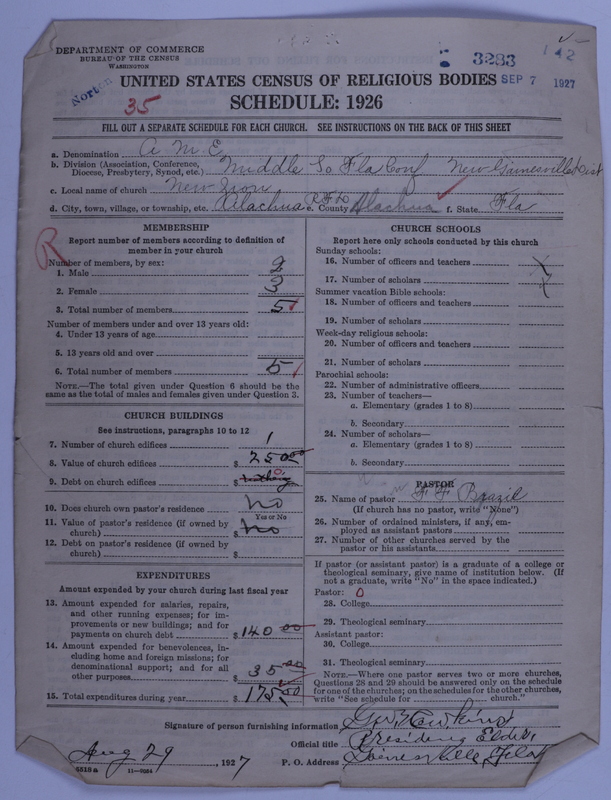 DEPARTMENT OF COMMERCE
BUREAU OF THE CENSUS
WASHINGTON
3283
142
Norton
UNITED STATES CENSUS OF RELIGIOUS BODIES SEP 7 1927
35
SCHEDULE: 1926
FILL OUT A SEPARATE SCHEDULE FOR EACH CHURCH. SEE INSTRUCTIONS ON THE BACK OF THIS SHEET
a. Denomination A M E
b. Division (Association, Conference, Diocese, Presbytery, Synod, etc.) Middle So Fla Conf New Gainesville Dist
c. Local name of church New Zion
d. City, town, village, or township, etc. Alachua R F D e. County Alachua f. State Fla
R
MEMBERSHIP
Report number of members according to definition of
member in your church
Number of members, by sex:
1. Male 2
2. Female 3
3. Total number of members 5
Number of members under and over 13 years old:
4. Under 13 years of age
5. 13 years old and over
6. Total number of members 5
NOTE.—The total given under Question 6 should be the
same as the total of males and females given under Question 3.
CHURCH BUILDINGS
See instructions, paragraphs 10 to 12
7. Number of church edifices 1
8. Value of church edifices $ 250 00
9. Debt on church edifices $ nothing 0
10. Does church own pastor's residence no
Yes or No
11. Value of pastor's residence (if owned by
church) $ no
12. Debt on pastor's residence (if owned by
church) $
EXPENDITURES
Amount expended by your church during last fiscal year
13. Amount expended for salaries, repairs,
and other running expenses; for im-
provements or new buildings; and for
payments on church debt $ 140 00
14. Amount expended for benevolences, in-
cluding home and foreign missions; for
denominational support; and for all
other purposes $ 35 00
15. Total expenditures during year $ 175 00
CHURCH SCHOOLS
Report here only schools conducted by this church
Sunday schools:
16. Number of officers and teachers
17. Number of scholars
Summer vacation Bible schools:
18. Number of officers and teachers
19. Number of scholars
Week-day religious schools:
20. Number of officers and teachers
21. Number of scholars
Parochial schools:
22. Number of administrative officers
23. Number of teachers—
a. Elementary (grades 1 to 8)
b. Secondary
24. Number of scholars—
a. Elementary (grades 1 to 8)
b. Secondary
PASTOR
25. Name of pastor F. F. Brazil
(If church has no pastor, write "None")
26. Number of ordained ministers, if any, em-
ployed as assistant pastors
27. Number of other churches served by the
pastor or his assistants
If pastor (or assistant pastor) is a graduate of a college or
theological seminary, give name of institution below. (If
not a graduate, write "No" in the space indicated.)
Pastor: 0
28. College
29. Theological seminary
Assistant pastor:
30. College
31. Theological seminary
NOTE.—Where one pastor serves two or more churches,
Questions 28 and 29 should be answered only on the schedule
for one of the churches; on the schedules for the other churches,
write "See schedule for church."
Signature of person furnishing information
Official title Presiding Elder
Aug 29, 1927 P. O. Address Gainesville Fla
4518 a 11—8664